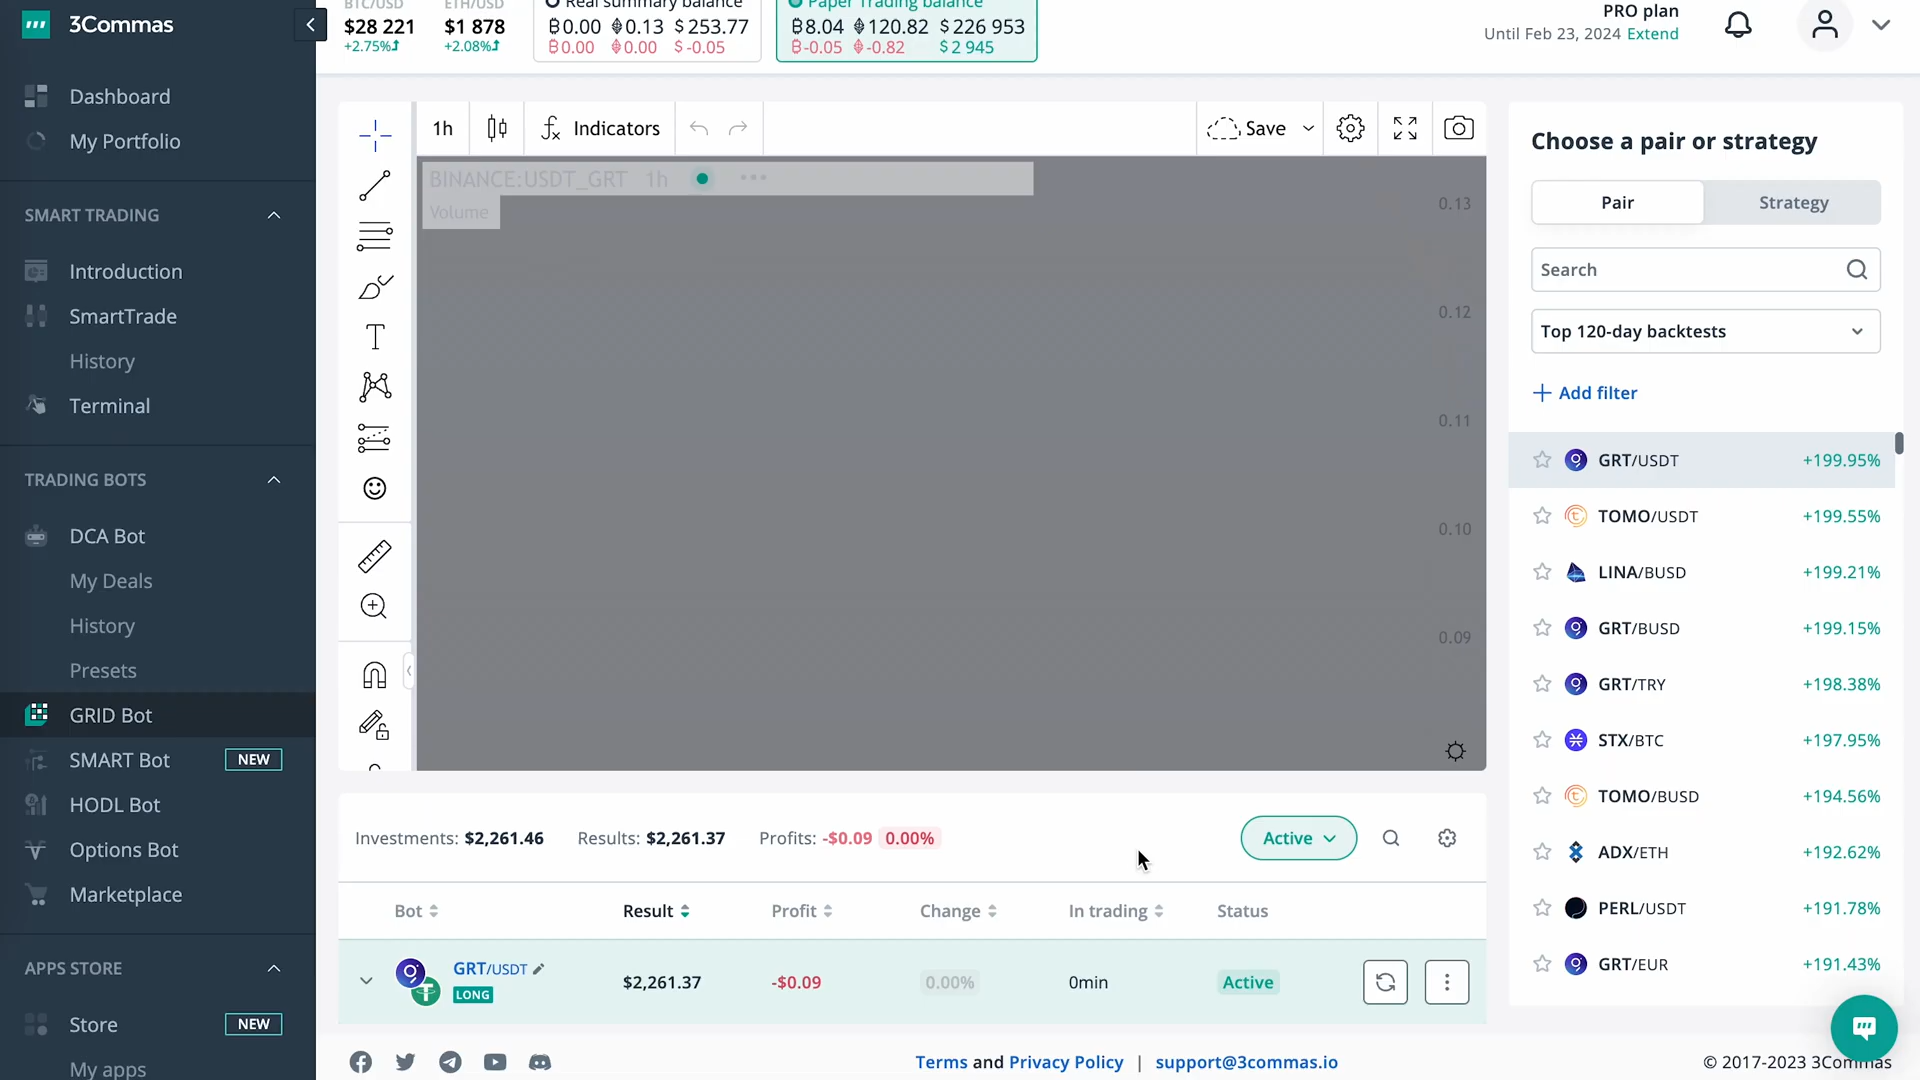 3Commas
Dashboard
My Portfolio
SMART TRADING
Introduction
SmartTrade
History
Terminal
TRADING BOTS
DCA Bot
My Deals
History
Presets
GRID Bot
SMART Bot NEW
HODL Bot
Options Bot
Marketplace
APPS STORE
Store NEW
My apps
BTC/USD
$28 221
+2.75%
ETH/USD
$1 878
+2.08%
Real summary balance
₿0.00 0.13 $253.77
₿0.00 0.00 $-0.05
Paper Trading balance
₿8.04 120.82 $226 953
₿-0.05 -0.82 $2 945
PRO plan
Until Feb 23, 2024 Extend
1h
Indicators
Save
BINANCE:USDT_GRT 1h
Volume
0.13
0.12
0.11
0.10
0.09
Investments: $2,261.46 Results: $2,261.37 Profits: -$0.09 0.00%
Active
Bot Result Profit Change In trading Status
GRT/USDT
LONG
$2,261.37 -$0.09 0.00% 0min Active
Choose a pair or strategy
Pair Strategy
Search
Top 120-day backtests
Add filter
GRT/USDT +199.95%
TOMO/USDT +199.55%
LINA/BUSD +199.21%
GRT/BUSD +199.15%
GRT/TRY +198.38%
STX/BTC +197.95%
TOMO/BUSD +194.56%
ADX/ETH +192.62%
PERL/USDT +191.78%
GRT/EUR +191.43%
Terms and Privacy Policy | support@3commas.io
© 2017-2023 3Commas